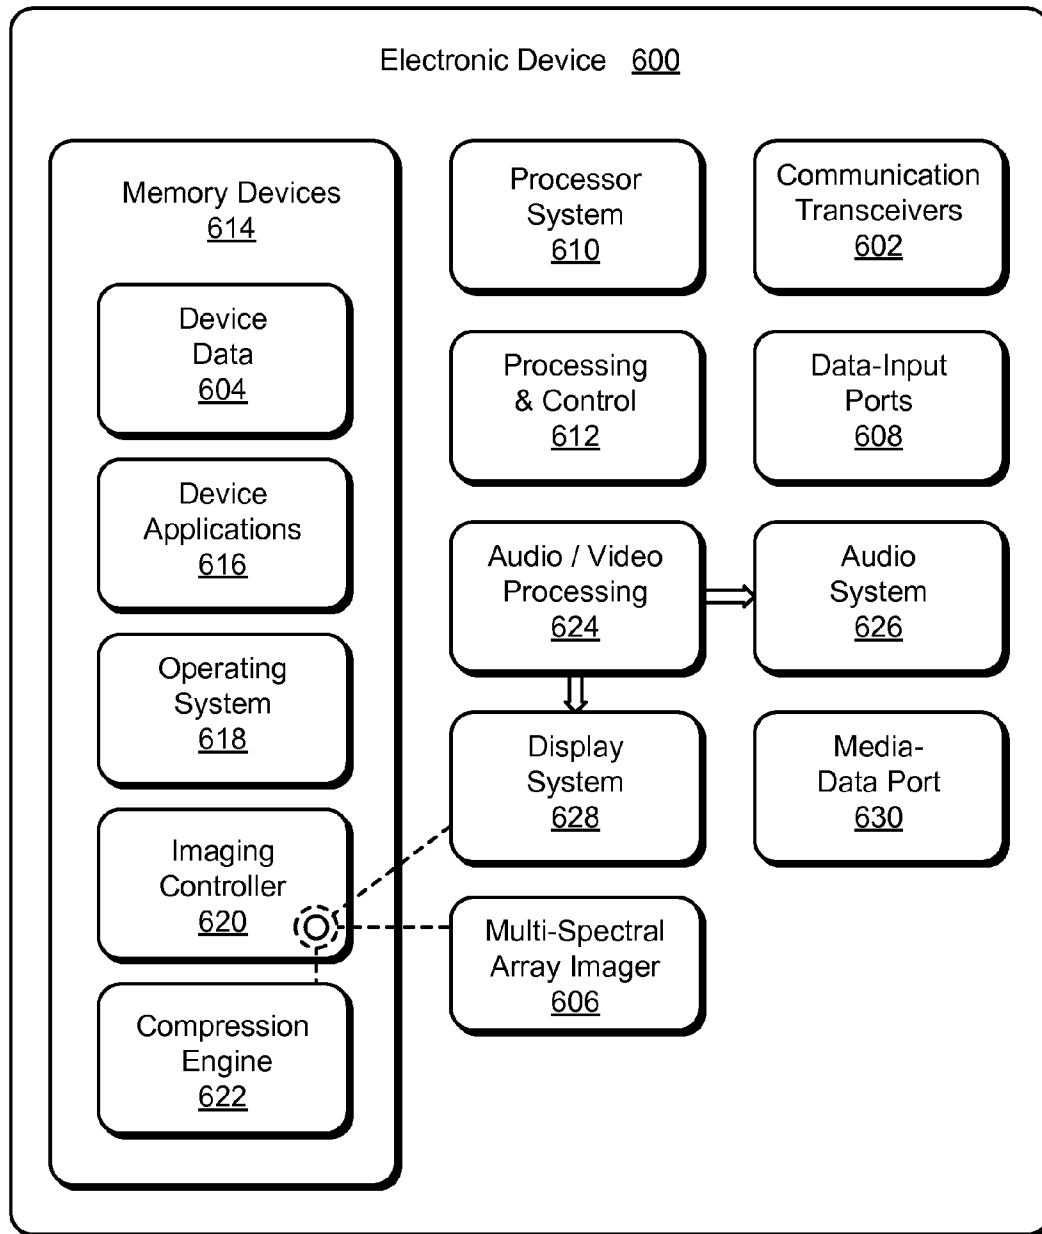 Electronic Device 600
Memory Devices
614
Device
Data
604
Device
Applications
616
Operating
System
618
Imaging
Controller
620
Compression
Engine
622
Processor
System
610
Communication
Transceivers
602
Processing
& Control
612
Data-Input
Ports
608
Audio / Video
Processing
624
Audio
System
626
Display
System
628
Media-
Data Port
630
Multi-Spectral
Array Imager
606